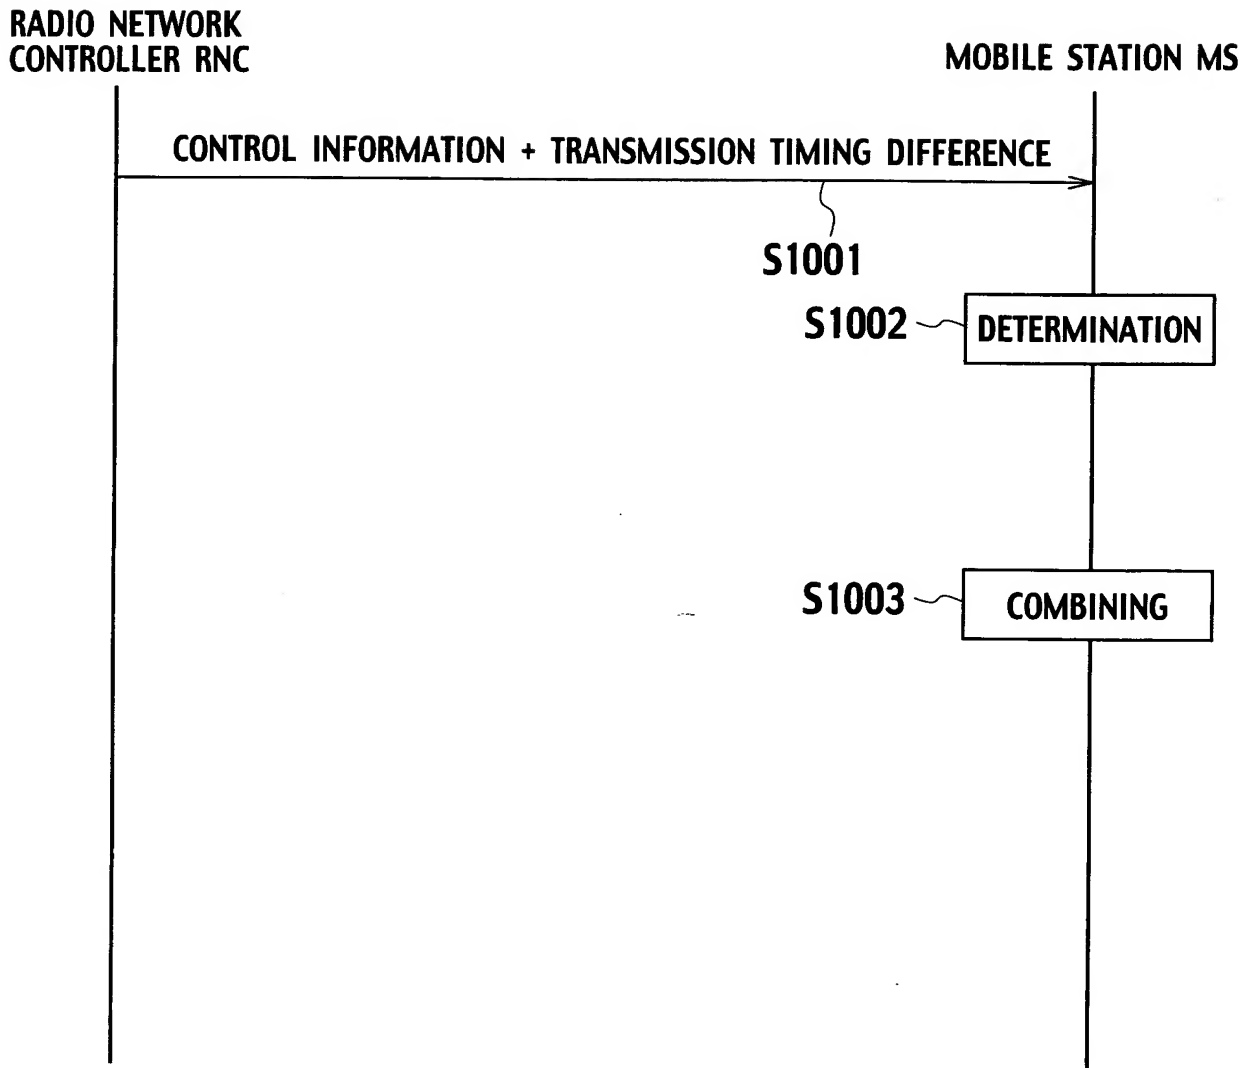 RADIO NETWORK
CONTROLLER RNC
MOBILE STATION MS
CONTROL INFORMATION + TRANSMISSION TIMING DIFFERENCE
S1001
S1002
DETERMINATION
S1003
COMBINING